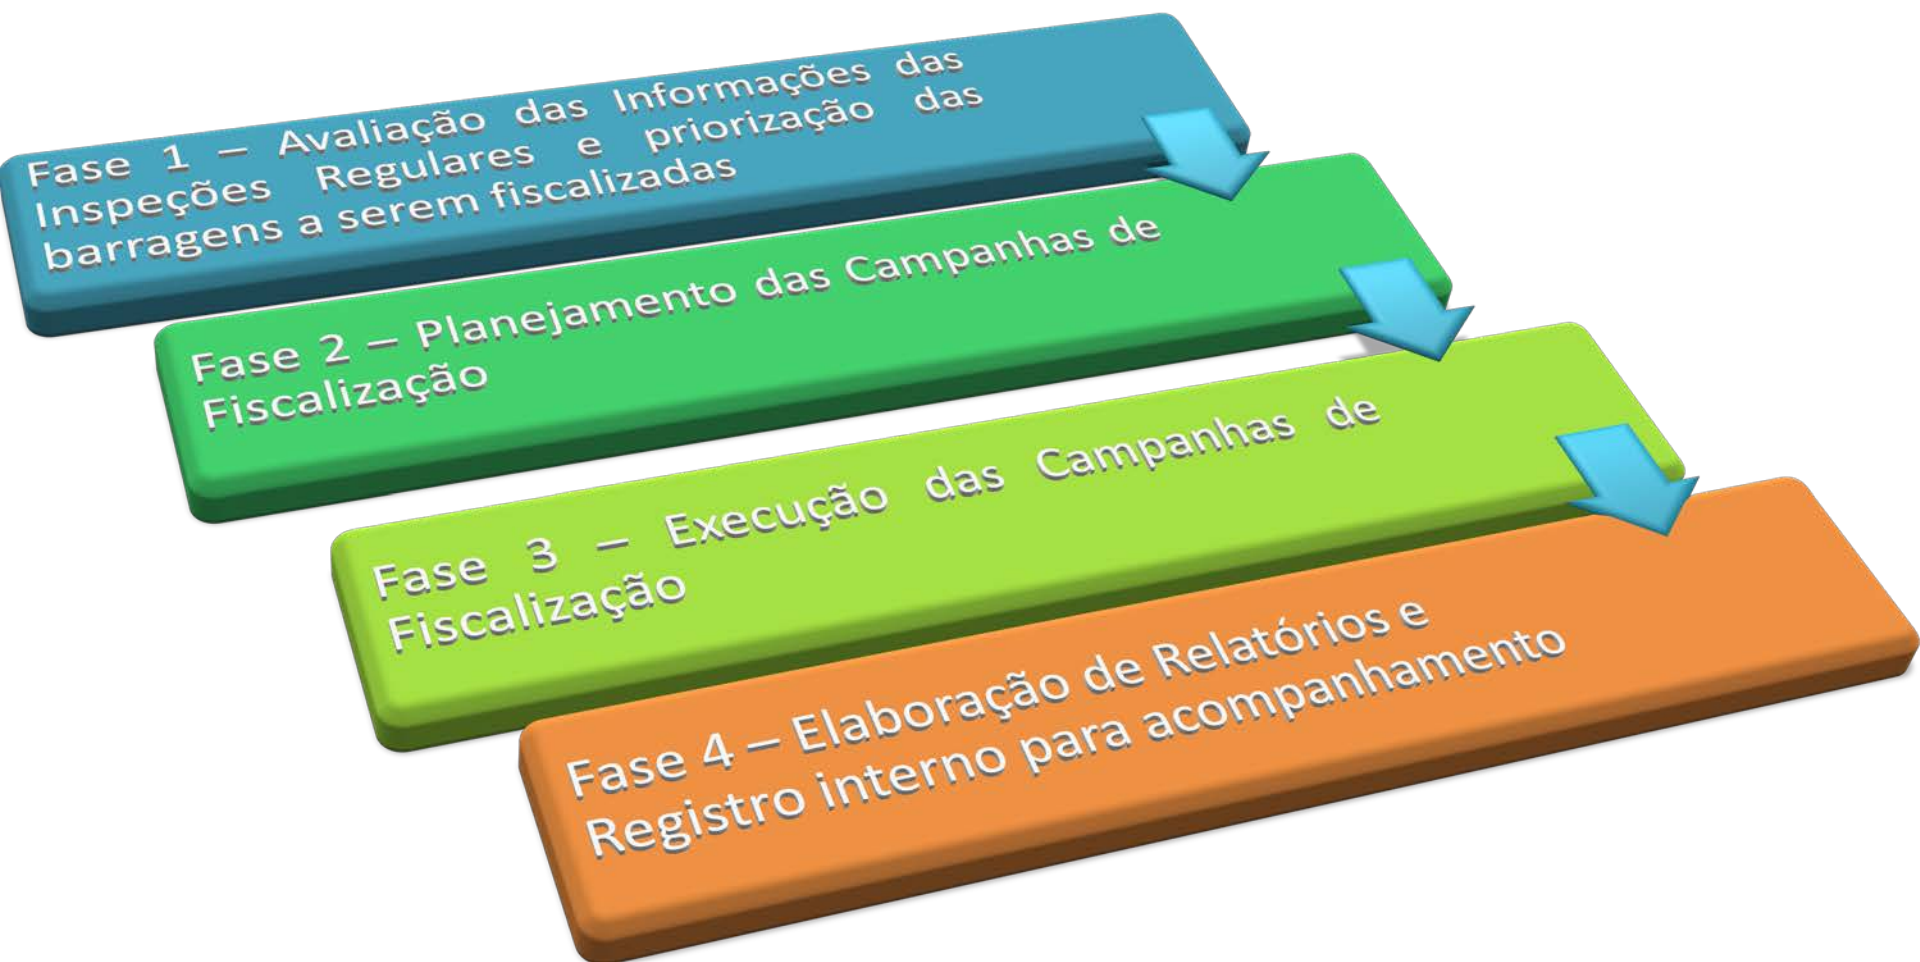 Fase 1 – Avaliação das Informações das
Inspeções Regulares e priorização das
barragens a serem fiscalizadas
Fase 2 – Planejamento das Campanhas de
Fiscalização
Fase 3 – Execução das Campanhas de
Fiscalização
Fase 4 – Elaboração de Relatórios e
Registro interno para acompanhamento